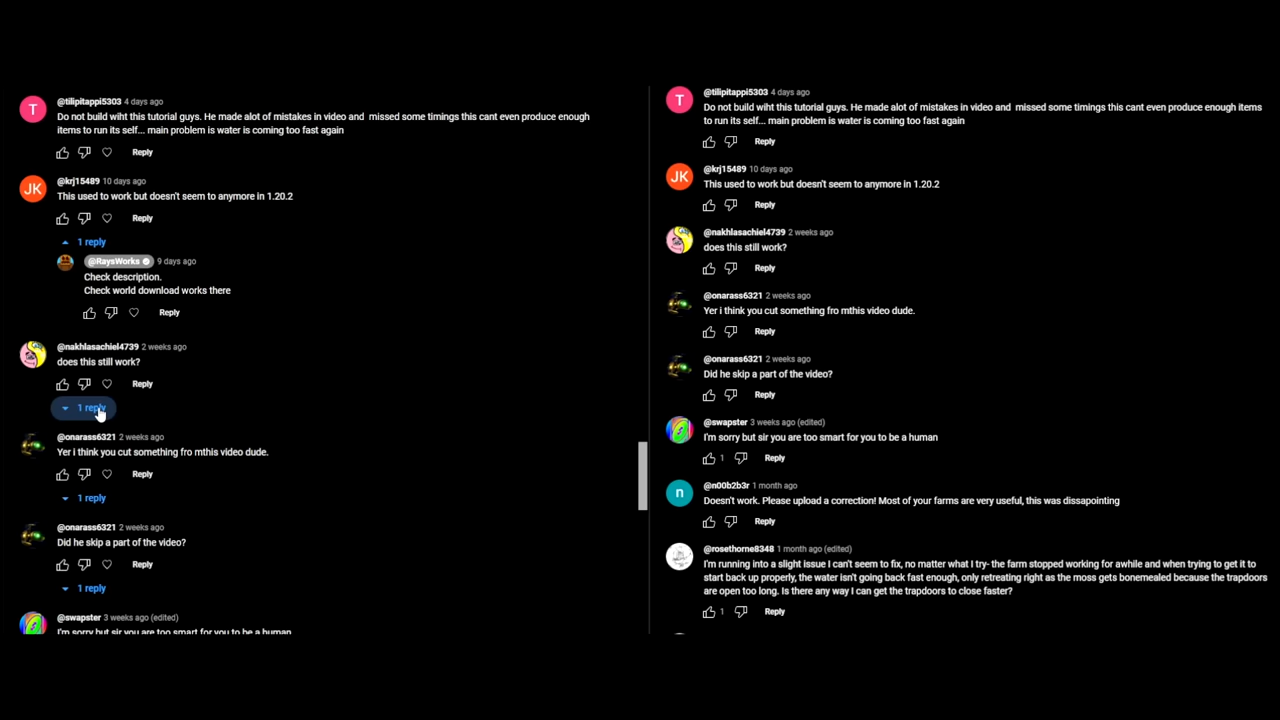 T
@tilipitappi5303 4 days ago
Do not build wiht this tutorial guys. He made alot of mistakes in video and missed some timings this cant even produce enough
items to run its self... main problem is water is coming too fast again
Reply
JK
@krj15489 10 days ago
This used to work but doesn't seem to anymore in 1.20.2
Reply
1 reply
@RaysWorks 9 days ago
Check description.
Check world download works there
Reply
@nakhlasachiel4739 2 weeks ago
does this still work?
Reply
1 reply
@onarass6321 2 weeks ago
Yer i think you cut something fro mthis video dude.
Reply
1 reply
@onarass6321 2 weeks ago
Did he skip a part of the video?
Reply
1 reply
@swapster 3 weeks ago (edited)
I'm sorry but sir you are too smart for you to be a human
T
@tilipitappi5303 4 days ago
Do not build wiht this tutorial guys. He made alot of mistakes in video and missed some timings this cant even produce enough items
to run its self... main problem is water is coming too fast again
Reply
JK
@krj15489 10 days ago
This used to work but doesn't seem to anymore in 1.20.2
Reply
@nakhlasachiel4739 2 weeks ago
does this still work?
Reply
@onarass6321 2 weeks ago
Yer i think you cut something fro mthis video dude.
Reply
@onarass6321 2 weeks ago
Did he skip a part of the video?
Reply
@swapster 3 weeks ago (edited)
I'm sorry but sir you are too smart for you to be a human
1 Reply
n
@n00b2b3r 1 month ago
Doesn't work. Please upload a correction! Most of your farms are very useful, this was dissapointing
Reply
@rosethorne8348 1 month ago (edited)
I'm running into a slight issue I can't seem to fix, no matter what I try- the farm stopped working for awhile and when trying to get it to
start back up properly, the water isn't going back fast enough, only retreating right as the moss gets bonemealed because the trapdoors
are open too long. Is there any way I can get the trapdoors to close faster?
1 Reply